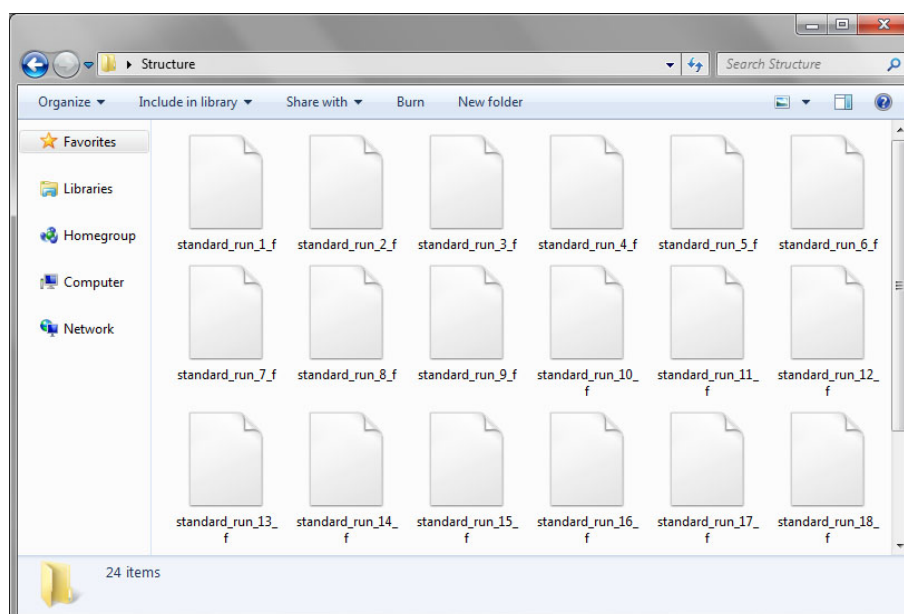 Structure
Search Structure
Organize
Include in library
Share with
Burn
New folder
Favorites
Libraries
Homegroup
Computer
Network
standard_run_1_f
standard_run_2_f
standard_run_3_f
standard_run_4_f
standard_run_5_f
standard_run_6_f
standard_run_7_f
standard_run_8_f
standard_run_9_f
standard_run_10_
f
standard_run_11_
f
standard_run_12_
f
standard_run_13_
f
standard_run_14_
f
standard_run_15_
f
standard_run_16_
f
standard_run_17_
f
standard_run_18_
f
24 items